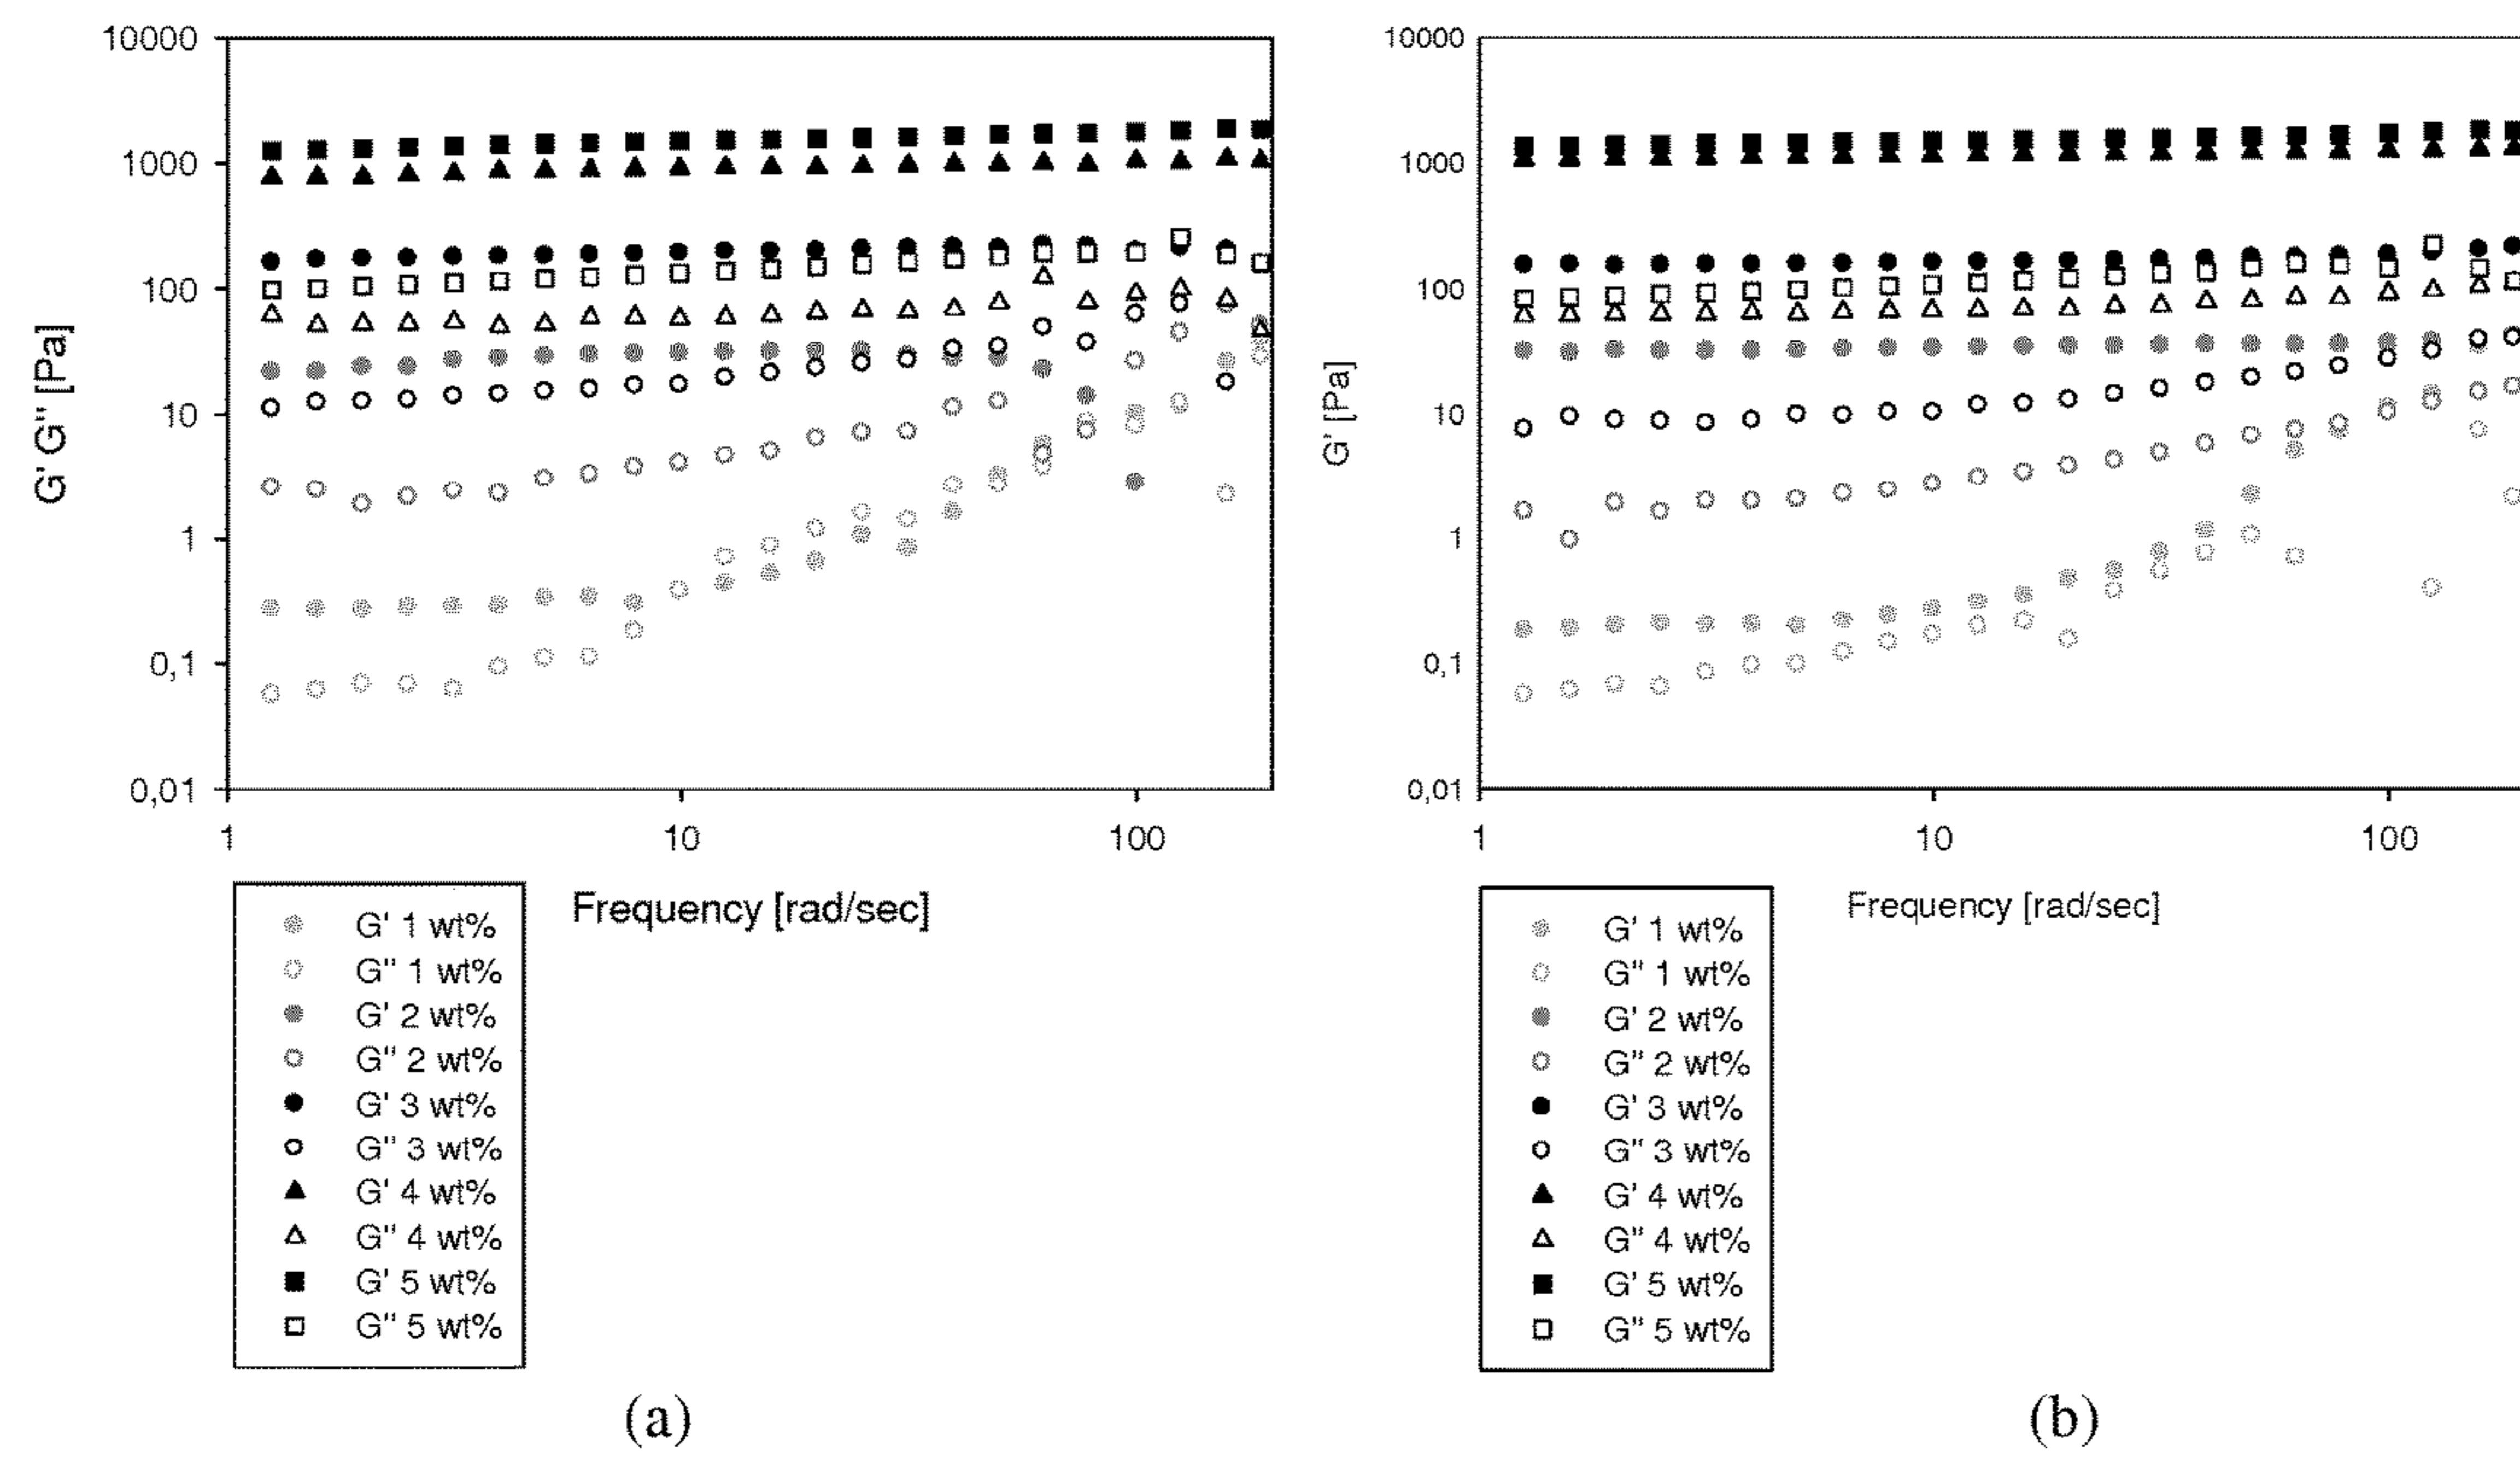 10000
1000
100
10
1
0,1
0,01
G' G" [Pa]
1
10
100
Frequency [rad/sec]
G' 1 wt%
G" 1 wt%
G' 2 wt%
G" 2 wt%
G' 3 wt%
G" 3 wt%
G' 4 wt%
G" 4 wt%
G' 5 wt%
G" 5 wt%
(a)
10000
1000
100
10
1
0,1
0,01
G' [Pa]
1
10
100
Frequency [rad/sec]
G' 1 wt%
G" 1 wt%
G' 2 wt%
G" 2 wt%
G' 3 wt%
G" 3 wt%
G' 4 wt%
G" 4 wt%
G' 5 wt%
G" 5 wt%
(b)